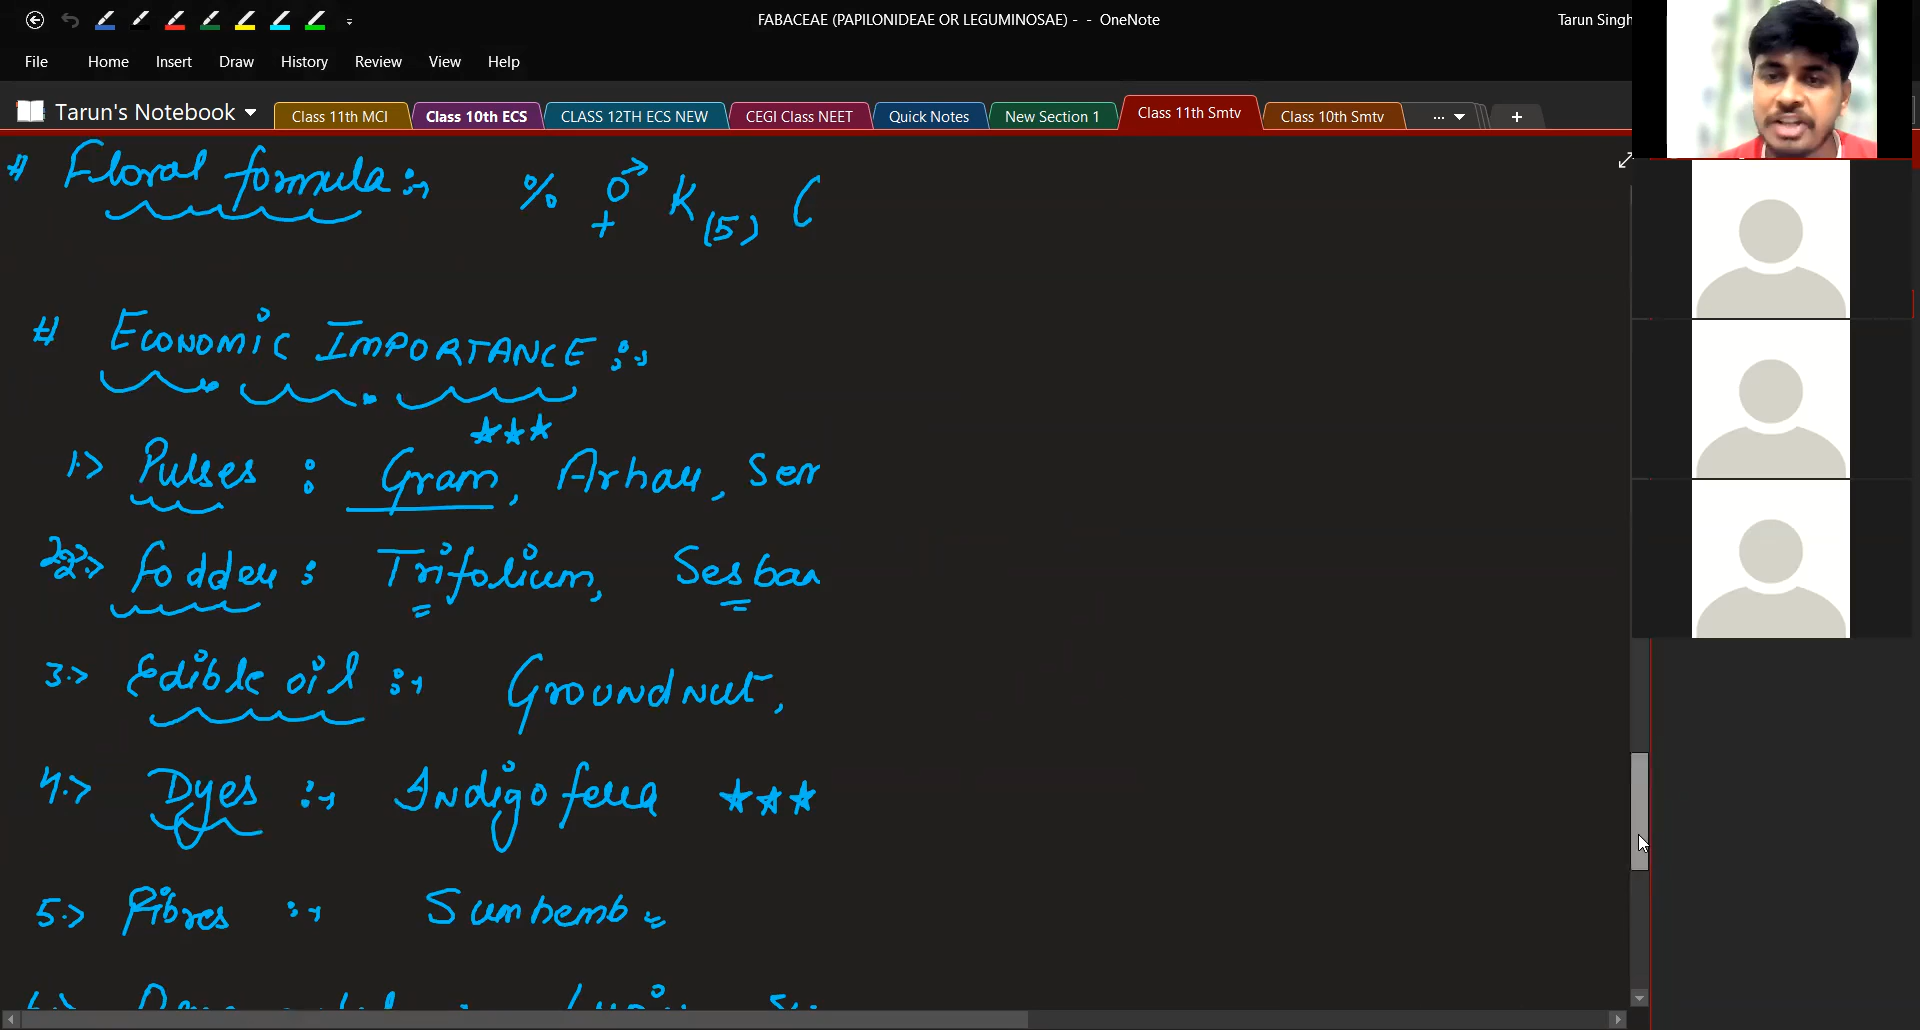 FABACEAE (PAPILONIDEAE OR LEGUMINOSAE) - - OneNote
Tarun Singh
File Home Insert Draw History Review View Help
Tarun's Notebook Class 11th MCI Class 10th ECS CLASS 12TH ECS NEW CEGI Class NEET Quick Notes New Section 1 Class 11th Smtv Class 10th Smtv ... +
# Floral formula :→ % ⚥ K (5) (
# ECONOMIC IMPORTANCE :→
1.> Pulses : Gram, Arhar, Sem
2.> Fodder : Trifolium, Sesban
3.> Edible oil :→ Groundnut,
4.> Dyes :→ Indigofera ★★★
5.> Fibres :→ Sunhemb